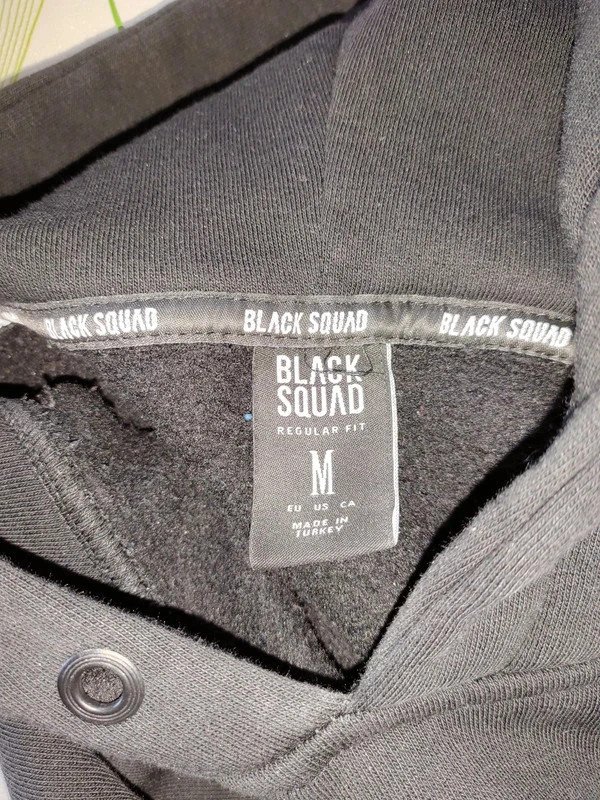 BLACK SQUAD BLACK SQUAD BLACK SQUAD
BLACK
SQUAD
REGULAR FIT
M
EU US CA
MADE IN
TURKEY